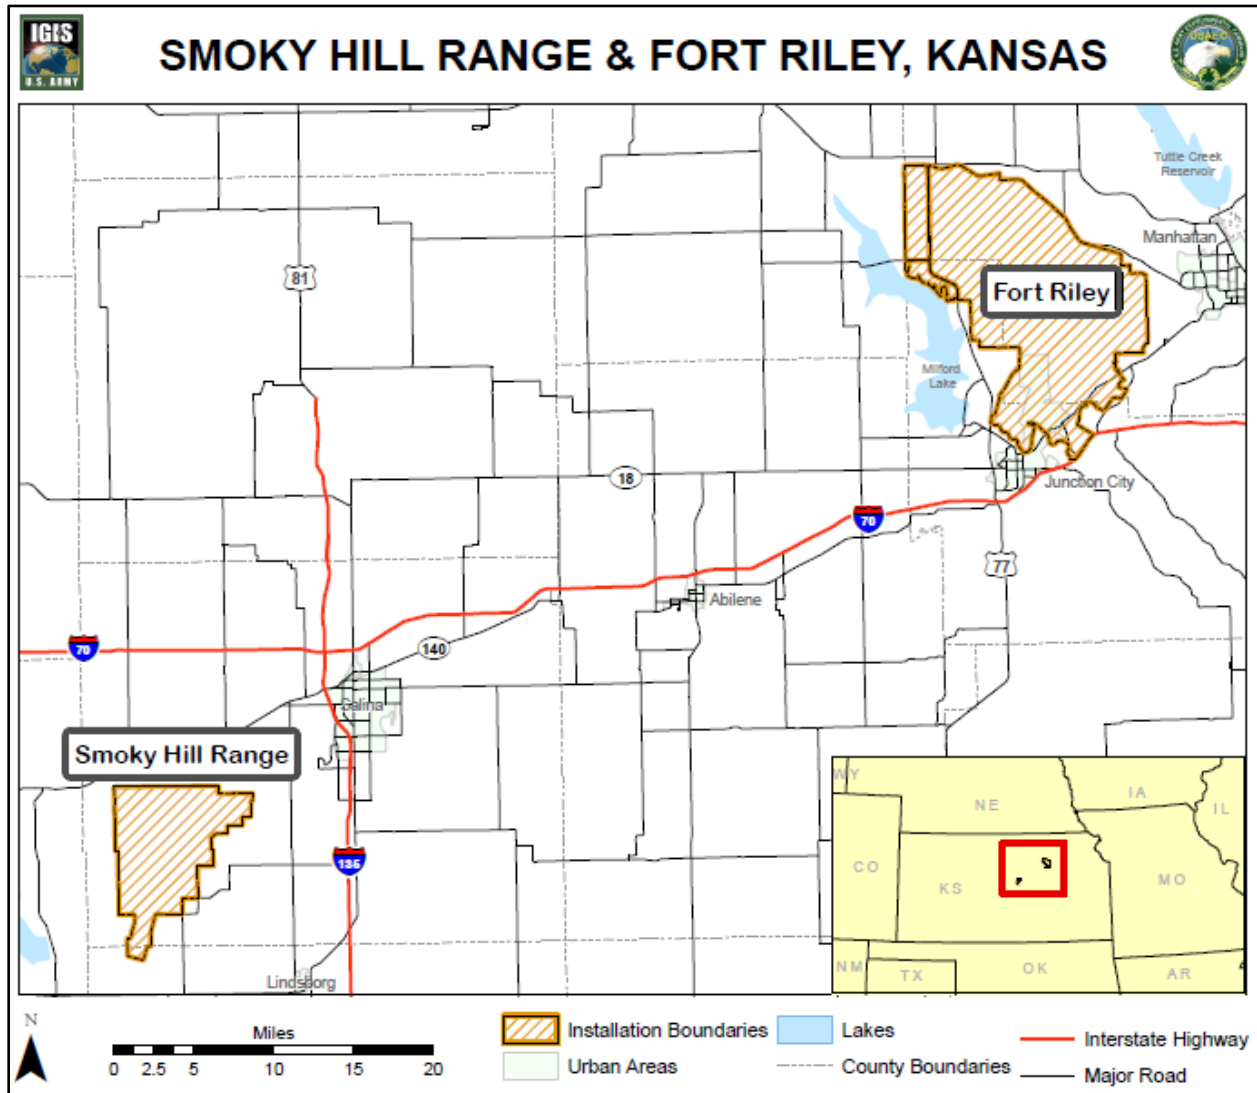 IGIS
U.S. ARMY
SMOKY HILL RANGE & FORT RILEY, KANSAS
USAEC
Tuttle Creek
Reservoir
Manhattan
81
Fort Riley
Milford
Lake
18
Junction City
70
77
Abilene
70
140
Salina
Smoky Hill Range
135
Lindsborg
WY
NE
IA
IL
CO
KS
MO
NM
TX
OK
AR
N
Miles
0 2.5 5 10 15 20
Installation Boundaries
Urban Areas
Lakes
County Boundaries
Interstate Highway
Major Road